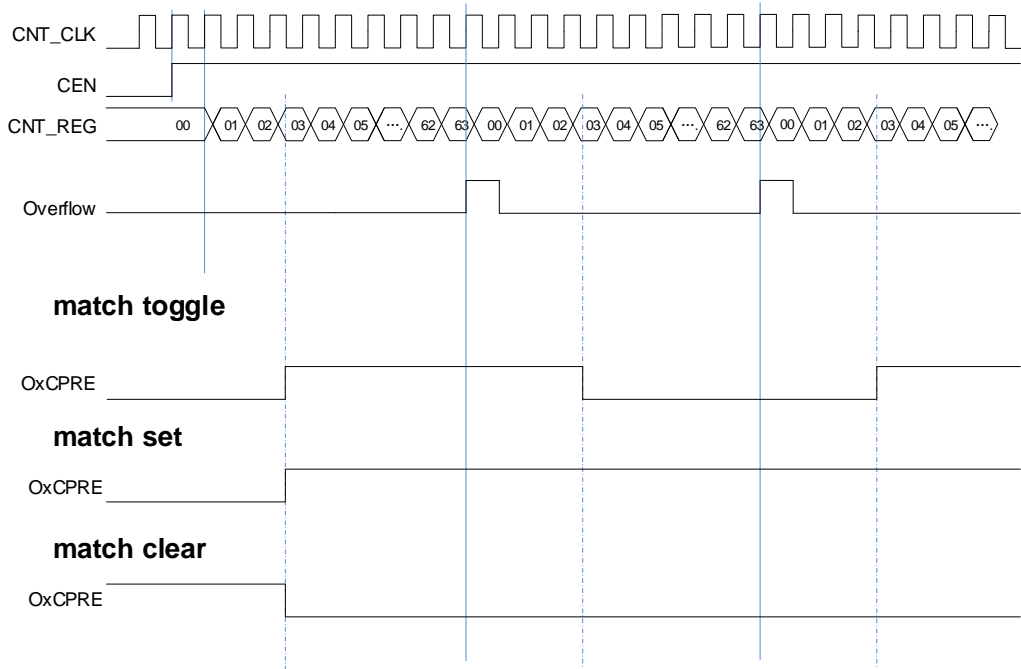 CNT_CLK
CEN
CNT_REG 00 01 02 03 04 05 ... 62 63 00 01 02 03 04 05 ... 62 63 00 01 02 03 04 05 ...
Overflow
match toggle
OxCPRE
match set
OxCPRE
match clear
OxCPRE